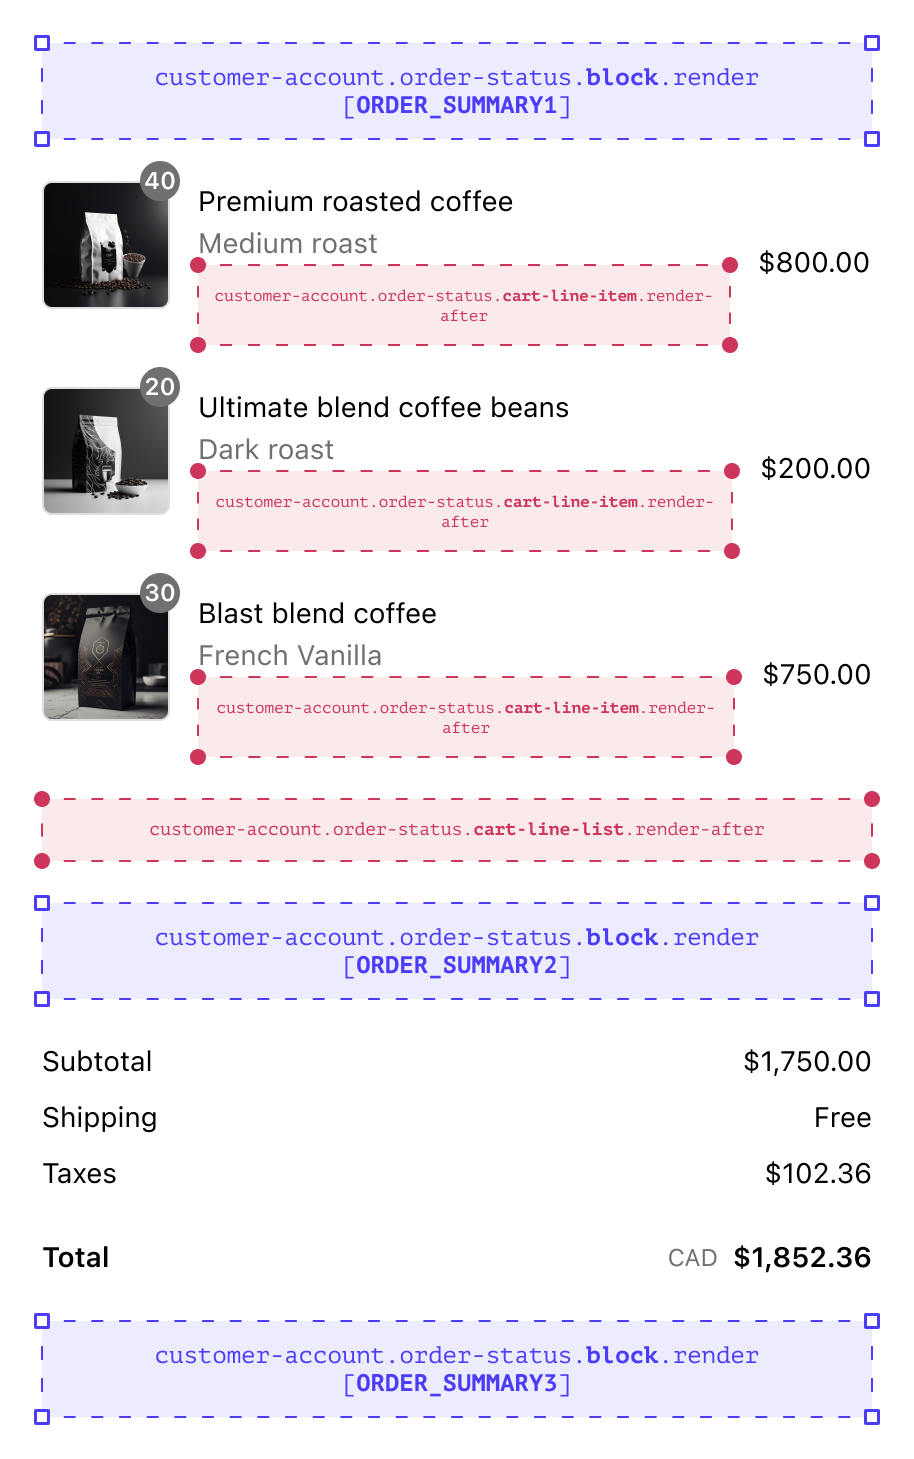 customer-account.order-status.block.render
[ORDER_SUMMARY1]
40
Premium roasted coffee
Medium roast
$800.00
customer-account.order-status.cart-line-item.render-
after
20
Ultimate blend coffee beans
Dark roast
$200.00
customer-account.order-status.cart-line-item.render-
after
30
Blast blend coffee
French Vanilla
$750.00
customer-account.order-status.cart-line-item.render-
after
customer-account.order-status.cart-line-list.render-after
customer-account.order-status.block.render
[ORDER_SUMMARY2]
Subtotal $1,750.00
Shipping Free
Taxes $102.36
Total CAD $1,852.36
customer-account.order-status.block.render
[ORDER_SUMMARY3]